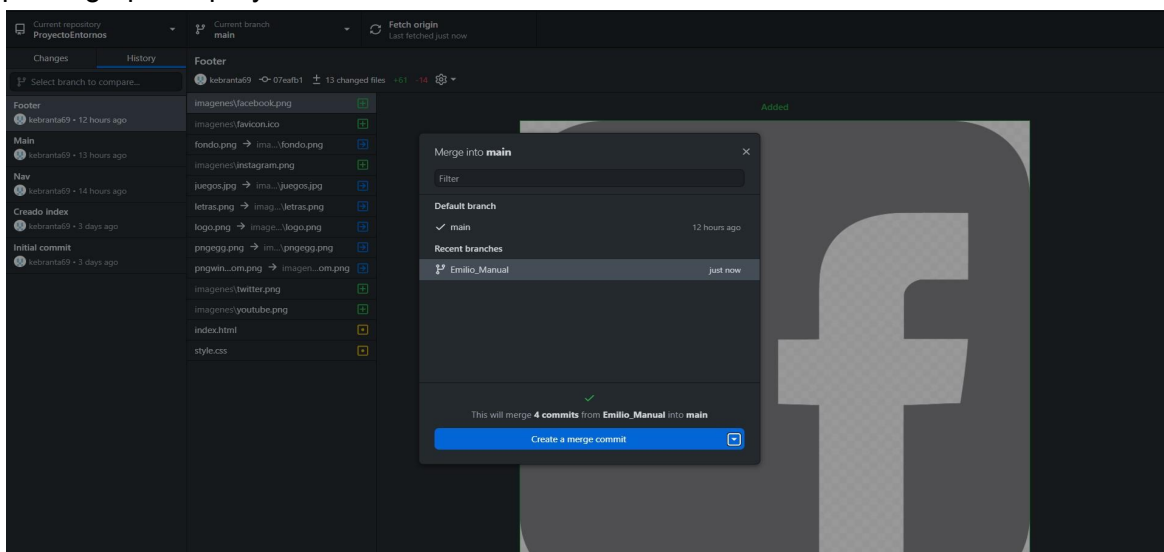 Current repository
ProyectoEntornos
Current branch
main
Fetch origin
Last fetched just now
Changes
History
Select branch to compare...
Footer
kebranta69 • 12 hours ago
Main
kebranta69 • 13 hours ago
Nav
kebranta69 • 14 hours ago
Creado index
kebranta69 • 3 days ago
Initial commit
kebranta69 • 3 days ago
Footer
kebranta69 07eafb1 13 changed files +61 -14
imagenes\facebook.png
imagenes\favicon.ico
fondo.png → ima...\fondo.png
imagenes\instagram.png
juegos.jpg → ima...\juegos.jpg
letras.png → imag...\letras.png
logo.png → image...\logo.png
pngegg.png → im...\pngegg.png
pngwin...om.png → imagen...om.png
imagenes\twitter.png
imagenes\youtube.png
index.html
style.css
Added
Merge into main
Filter
Default branch
main 12 hours ago
Recent branches
Emilio_Manual just now
This will merge 4 commits from Emilio_Manual into main
Create a merge commit